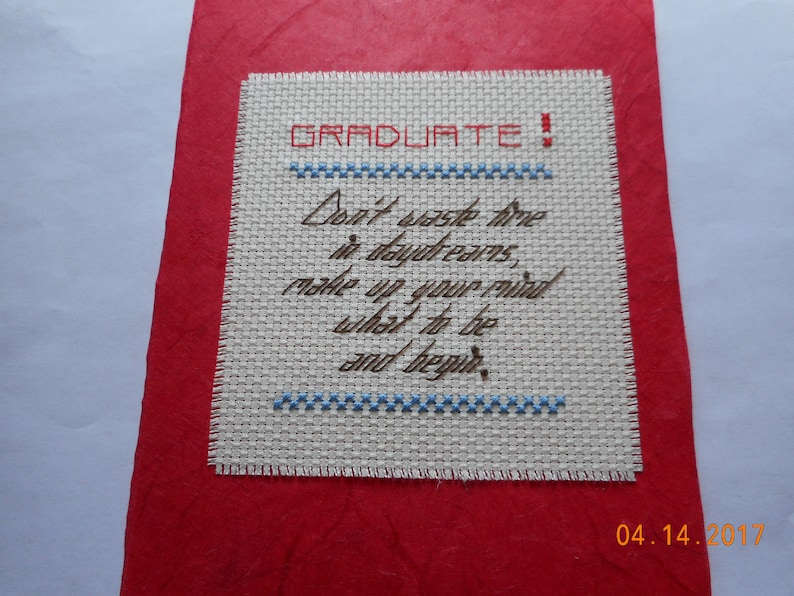 GRADUATE !
Don't waste time
in daydreams,
make up your mind
what to be
and begin.
04.14.2017